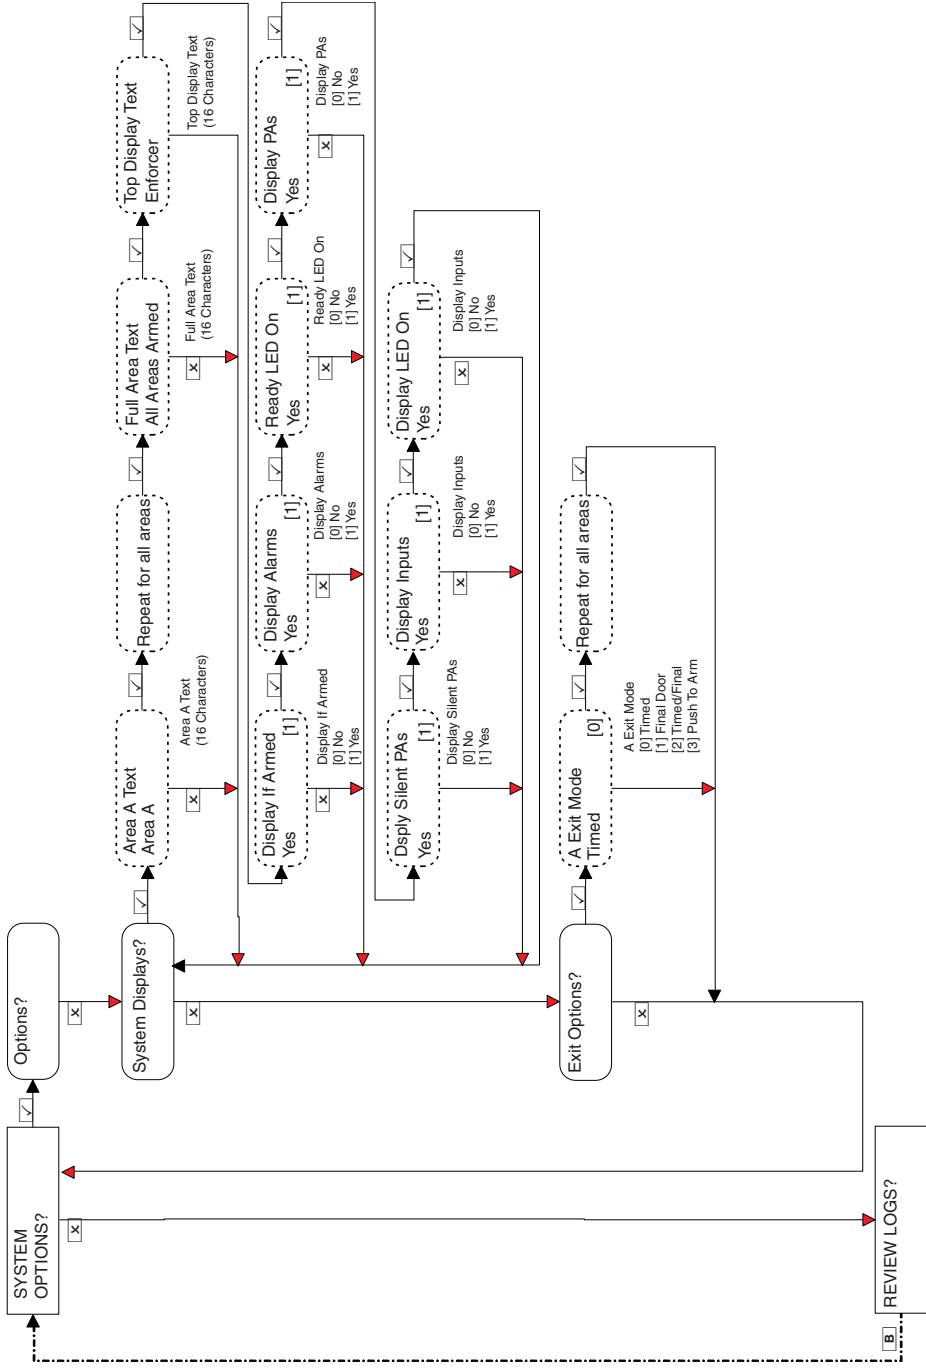 SYSTEM
OPTIONS?
Options?
System Displays?
Area A Text
Area A
Area A Text
(16 Characters)
Repeat for all areas
Full Area Text
All Areas Armed
Full Area Text
(16 Characters)
Top Display Text
Enforcer
Top Display Text
(16 Characters)
Display If Armed
Yes [1]
Display If Armed
[0] No
[1] Yes
Display Alarms
Yes [1]
Display Alarms
[0] No
[1] Yes
Ready LED On
Yes [1]
Ready LED On
[0] No
[1] Yes
Display PAs
Yes [1]
Display PAs
[0] No
[1] Yes
Dsply Silent PAs
Yes [1]
Display Silent PAs
[0] No
[1] Yes
Display Inputs
Yes [1]
Display Inputs
[0] No
[1] Yes
Display LED On
Yes [1]
Display Inputs
[0] No
[1] Yes
Exit Options?
A Exit Mode
Timed [0]
A Exit Mode
[0] Timed
[1] Final Door
[2] Timed/Final
[3] Push To Arm
Repeat for all areas
REVIEW LOGS?
B